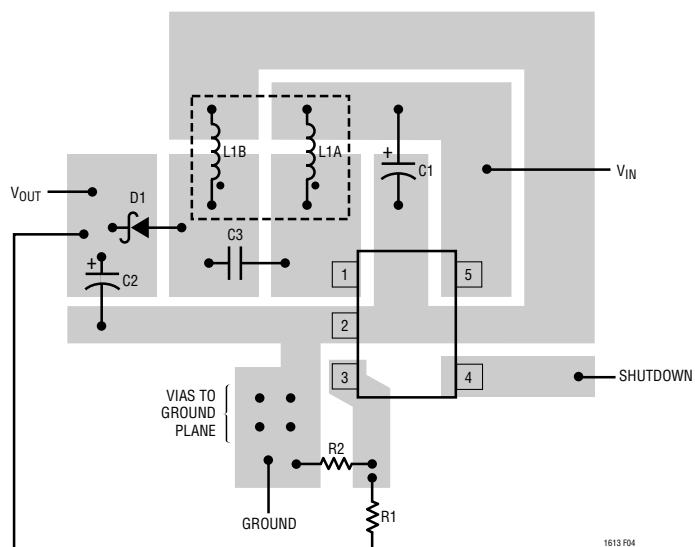 L1B
L1A
+
C1
VOUT
D1
VIN
C3
+
C2
1
5
2
3
4
SHUTDOWN
VIAS TO
GROUND
PLANE
R2
GROUND
R1
1613 F04